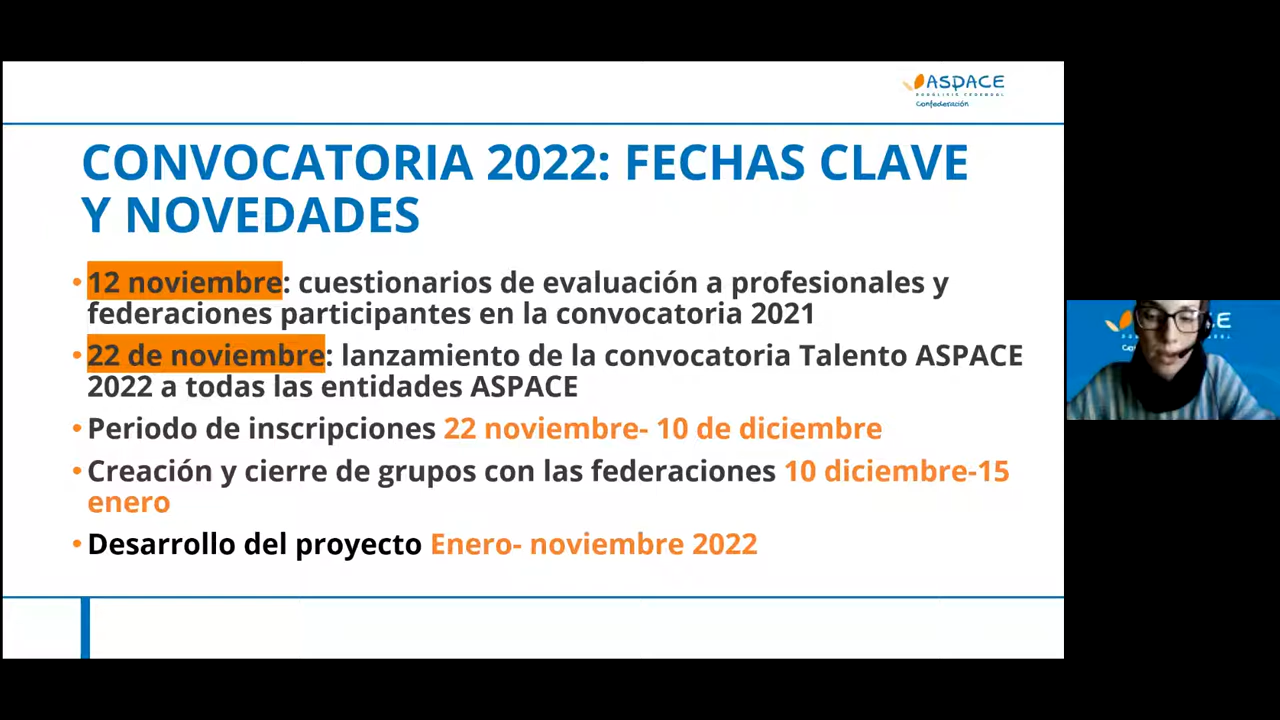 ASPACE
PARÁLISIS CEREBRAL
Confederación
CONVOCATORIA 2022: FECHAS CLAVE
Y NOVEDADES
• 12 noviembre: cuestionarios de evaluación a profesionales y
federaciones participantes en la convocatoria 2021
• 22 de noviembre: lanzamiento de la convocatoria Talento ASPACE
2022 a todas las entidades ASPACE
• Periodo de inscripciones 22 noviembre- 10 de diciembre
• Creación y cierre de grupos con las federaciones 10 diciembre-15
enero
• Desarrollo del proyecto Enero- noviembre 2022